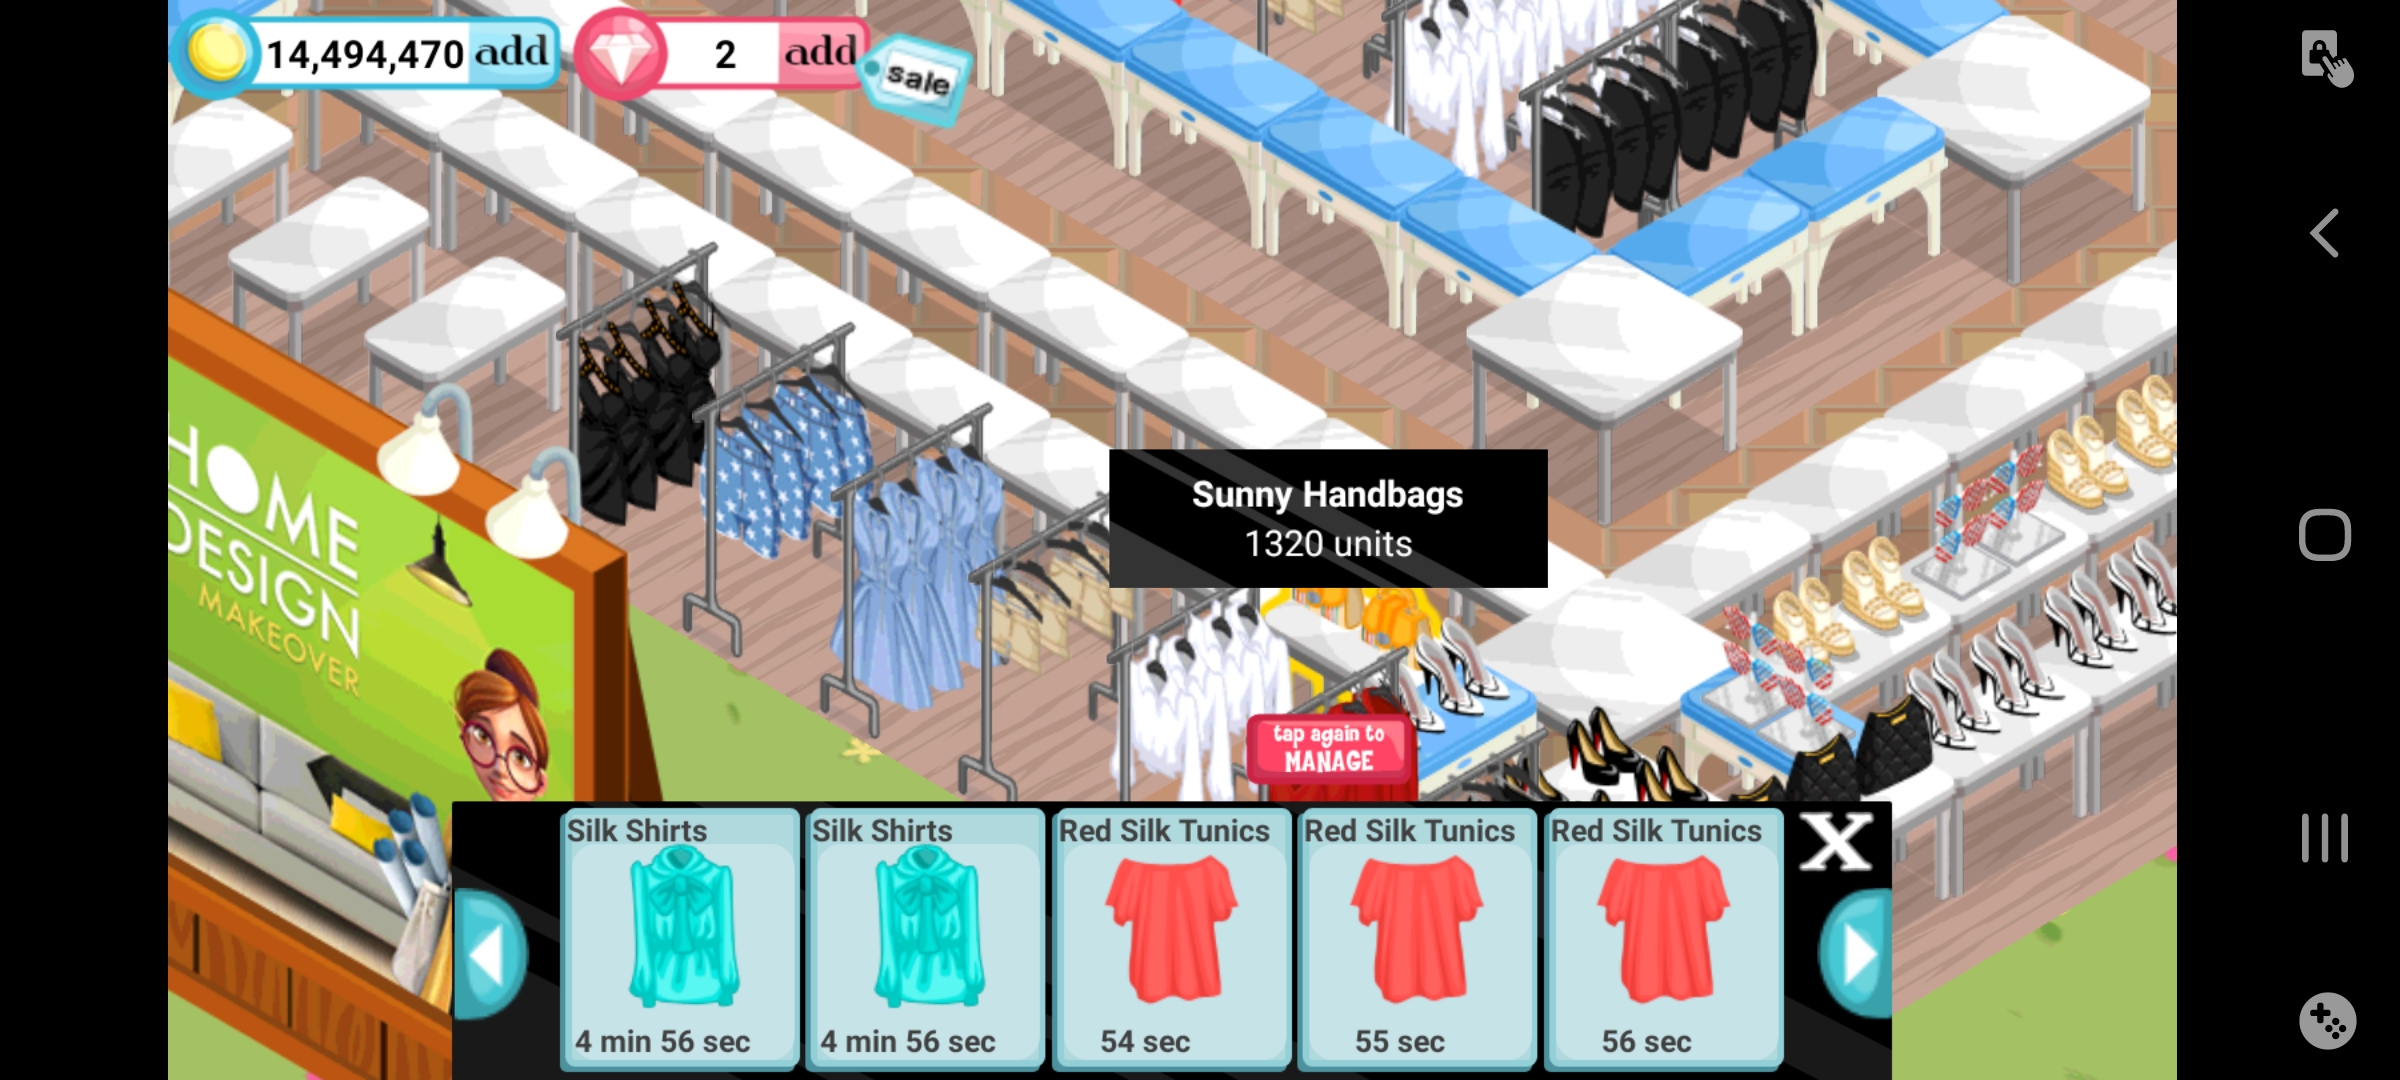 14,494,470 add
2 add
sale
HOME
DESIGN
MAKEOVER
Sunny Handbags
1320 units
tap again to
MANAGE
Silk Shirts
4 min 56 sec
Silk Shirts
4 min 56 sec
Red Silk Tunics
54 sec
Red Silk Tunics
55 sec
Red Silk Tunics
56 sec
X